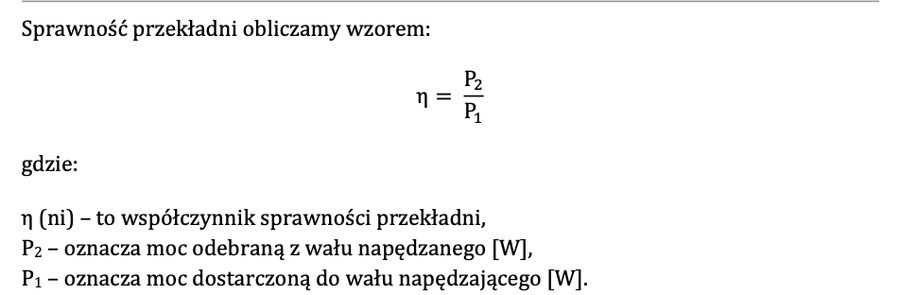 Sprawność przekładni obliczamy wzorem:
η = P₂/P₁
gdzie:
η (ni) – to współczynnik sprawności przekładni,
P₂ – oznacza moc odebraną z wału napędzanego [W],
P₁ – oznacza moc dostarczoną do wału napędzającego [W].